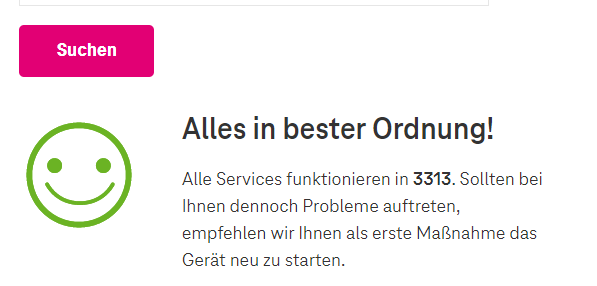 Suchen
Alles in bester Ordnung!
Alle Services funktionieren in 3313. Sollten bei
Ihnen dennoch Probleme auftreten,
empfehlen wir Ihnen als erste Maßnahme das
Gerät neu zu starten.